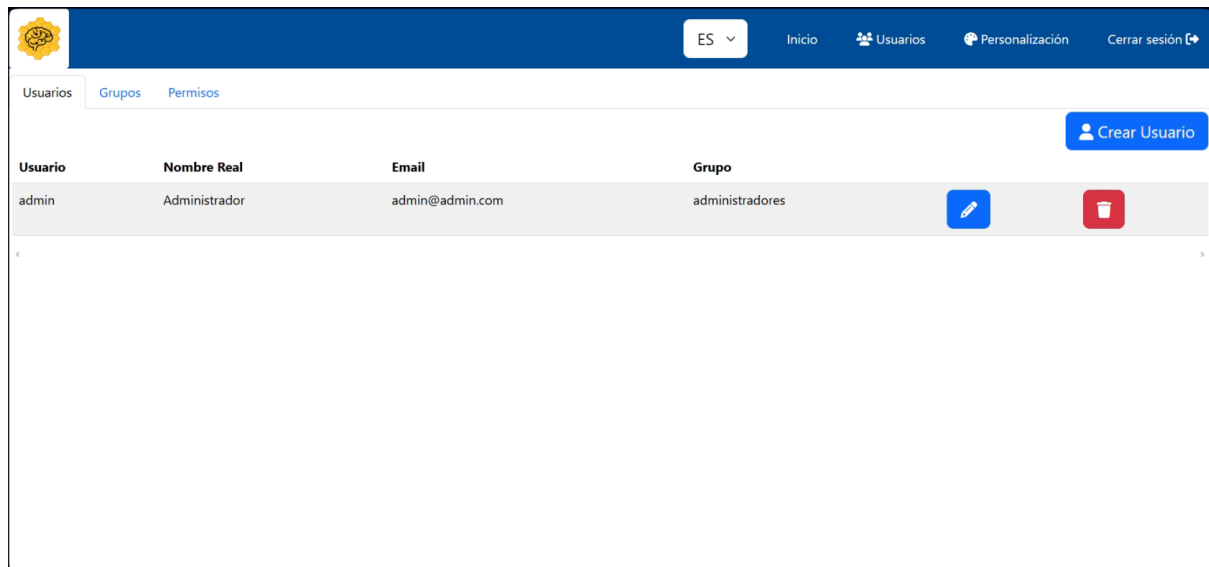 ES Inicio Usuarios Personalización Cerrar sesión
Usuarios Grupos Permisos
Crear Usuario
Usuario Nombre Real Email Grupo
admin Administrador admin@admin.com administradores
‹ ›